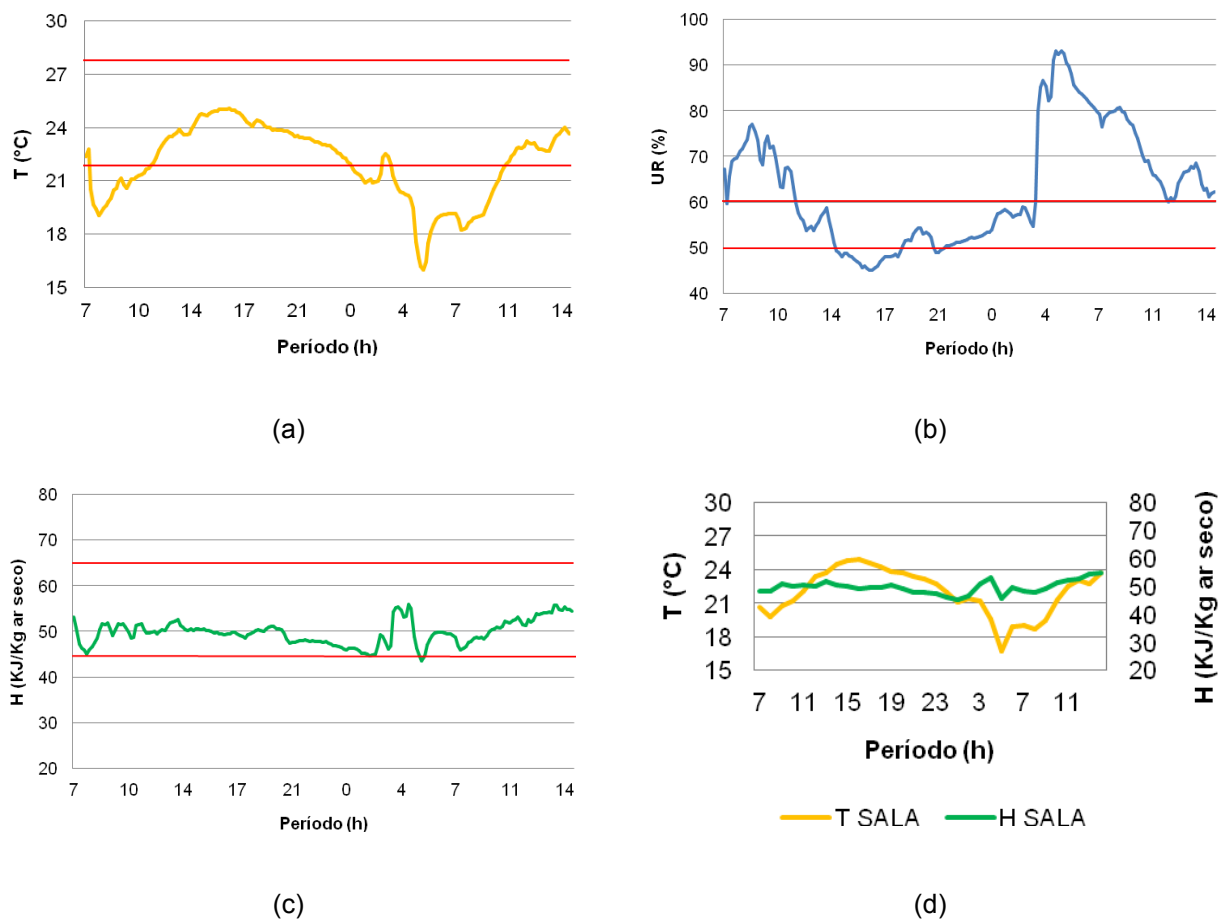 30
27
24
21
18
15
T (°C)
7 10 14 17 21 0 4 7 11 14
Período (h)
(a)
100
90
80
70
60
50
40
UR (%)
7 10 14 17 21 0 4 7 11 14
Período (h)
(b)
80
70
60
50
40
30
20
H (KJ/Kg ar seco)
7 10 14 17 21 0 4 7 11 14
Período (h)
(c)
30
27
24
21
18
15
T (°C)
80
70
60
50
40
30
20
H (KJ/Kg ar seco)
7 11 15 19 23 3 7 11
Período (h)
T SALA H SALA
(d)